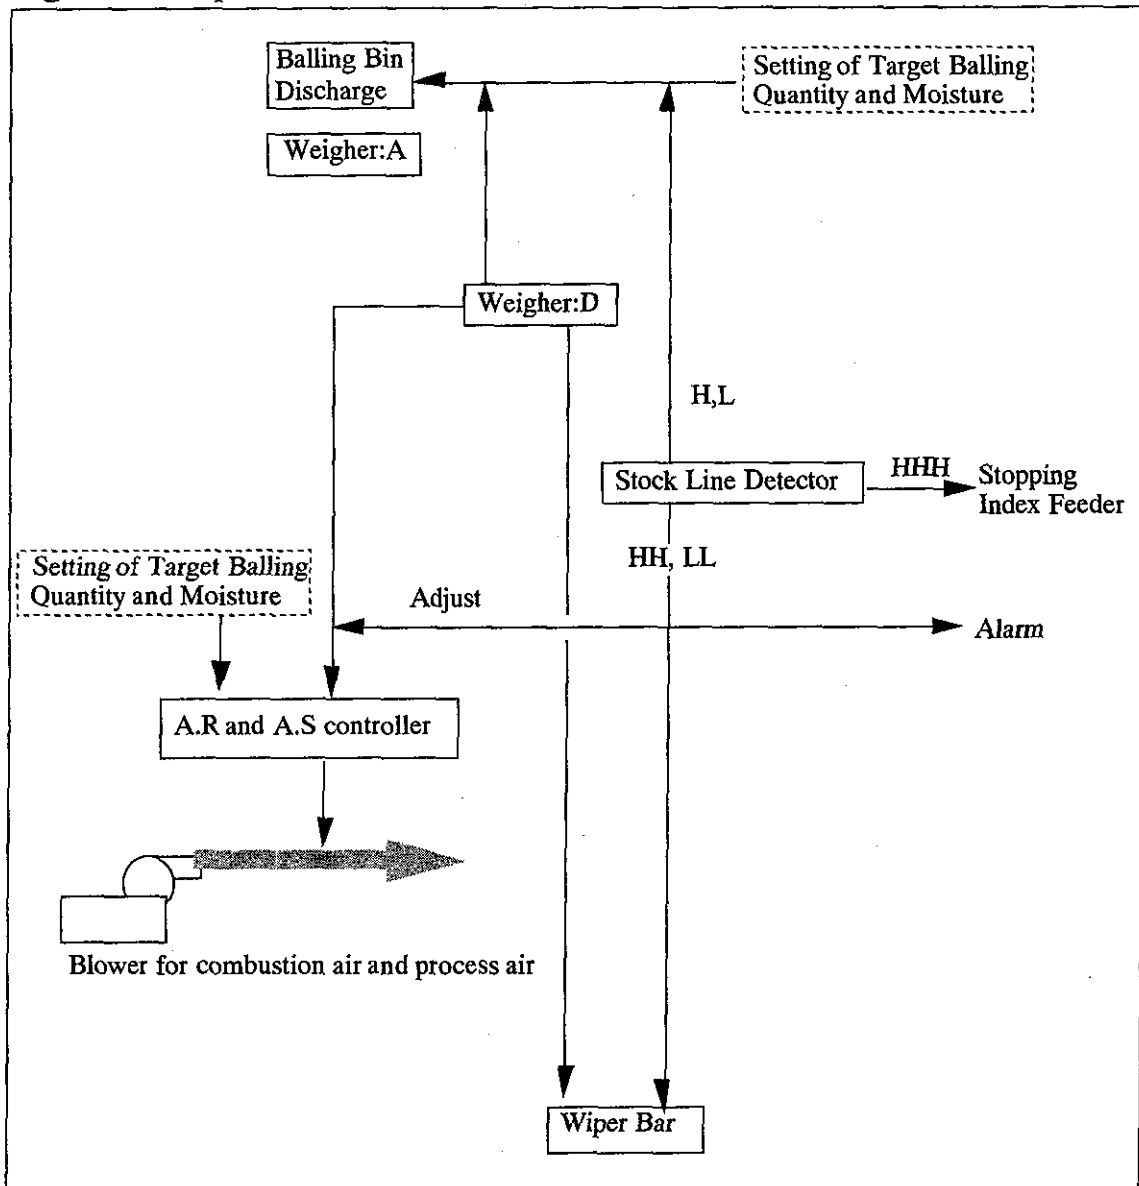 Balling Bin
Discharge
Setting of Target Balling
Quantity and Moisture
Weigher:A
Weigher:D
H,L
Stock Line Detector
HHH
Stopping
Index Feeder
HH, LL
Setting of Target Balling
Quantity and Moisture
Adjust
Alarm
A.R and A.S controller
Blower for combustion air and process air
Wiper Bar